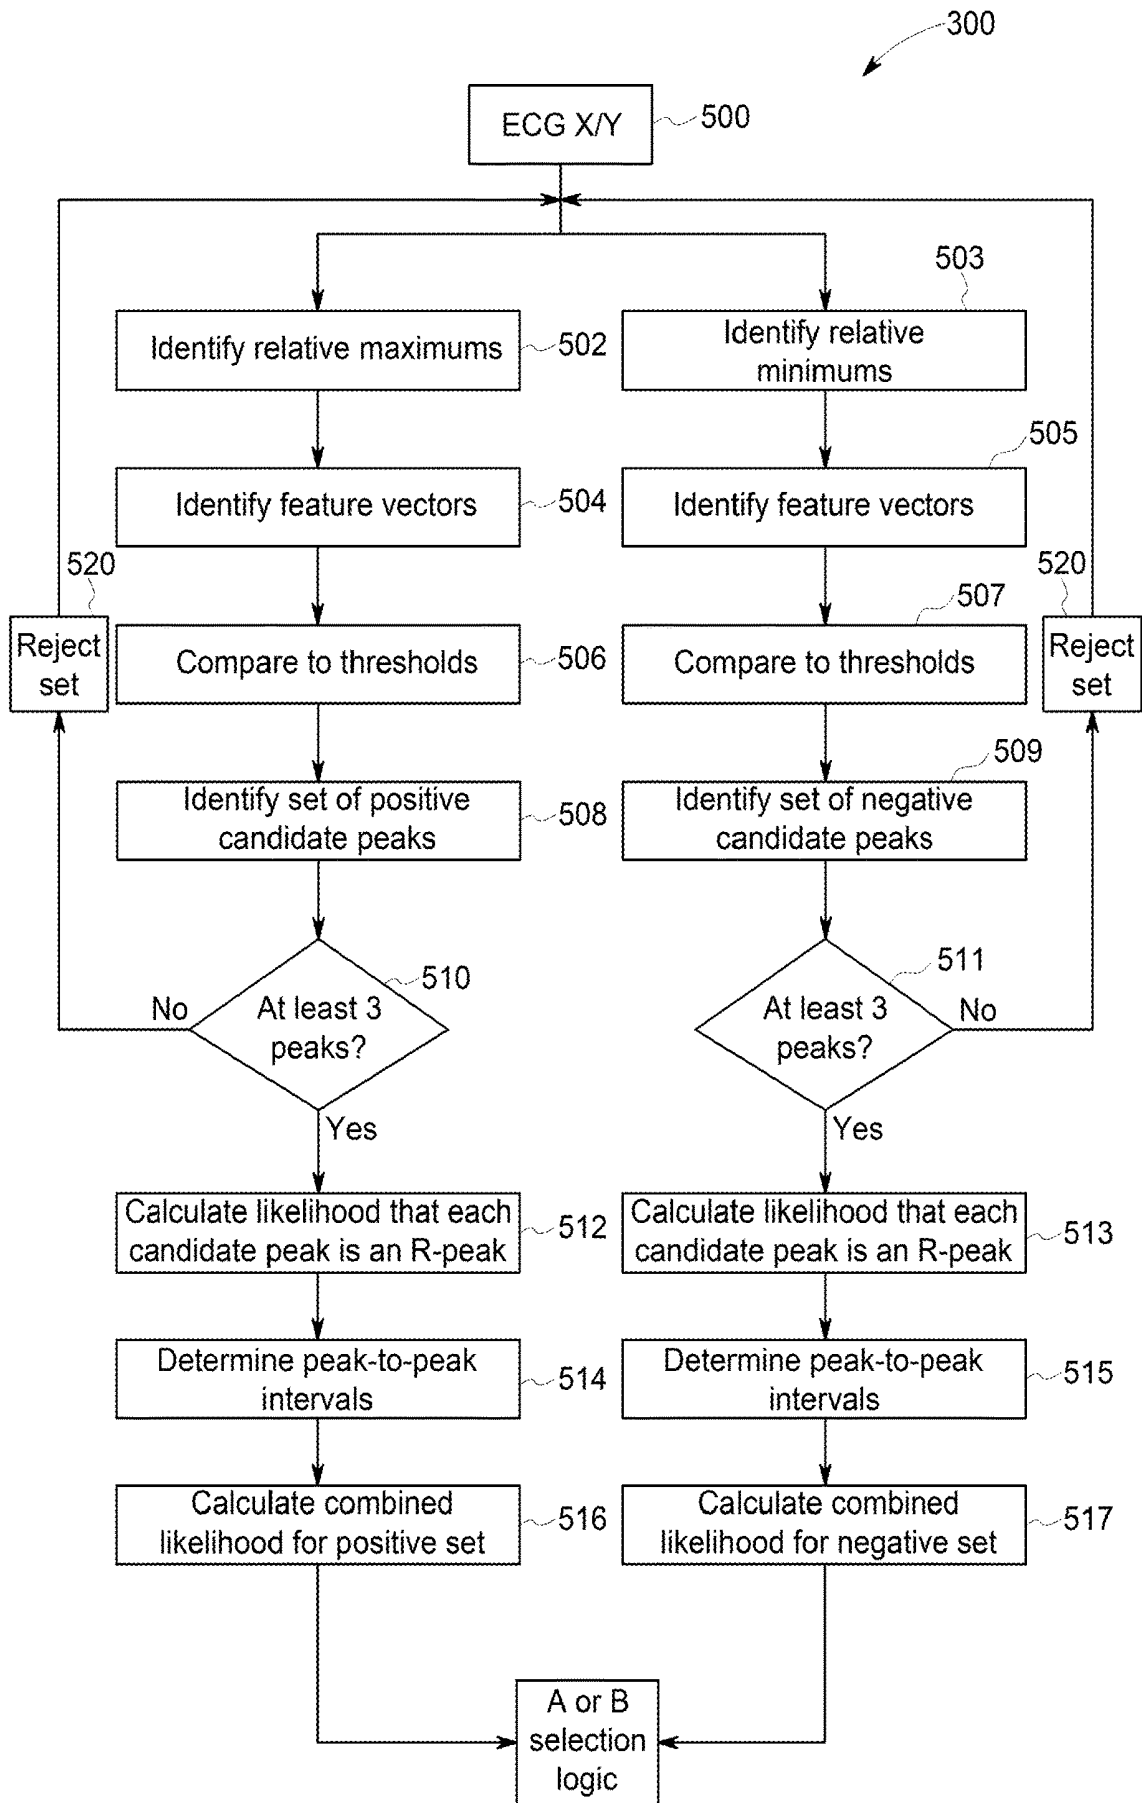 300
ECG X/Y
500
503
Identify relative maximums
502
Identify relative
minimums
505
Identify feature vectors
504
Identify feature vectors
520
507
520
Reject
set
Compare to thresholds
506
Compare to thresholds
Reject
set
509
Identify set of positive
candidate peaks
508
Identify set of negative
candidate peaks
510
511
No
At least 3
peaks?
At least 3
peaks?
No
Yes
Yes
Calculate likelihood that each
candidate peak is an R-peak
512
Calculate likelihood that each
candidate peak is an R-peak
513
Determine peak-to-peak
intervals
514
Determine peak-to-peak
intervals
515
Calculate combined
likelihood for positive set
516
Calculate combined
likelihood for negative set
517
A or B
selection
logic